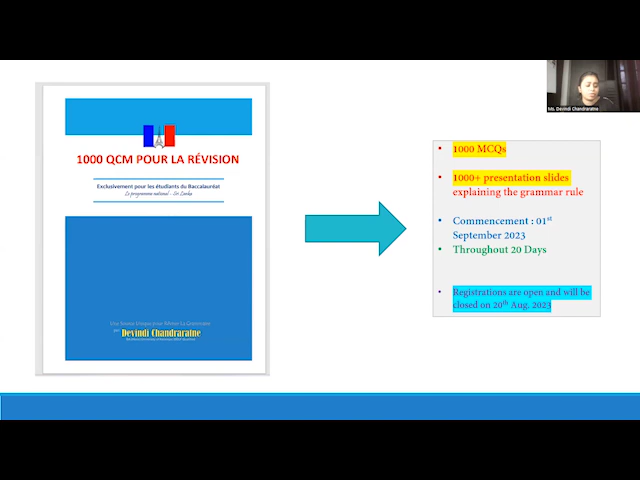 1000 QCM POUR LA RÉVISION
Exclusivement pour les étudiants du Baccalauréat
Le programme national - Sri Lanka
par
Devindi Chandraratne
Ms. Devindi Chandraratne
• 1000 MCQs
• 1000+ presentation slides
explaining the grammar rule
• Commencement : 01st
September 2023
• Throughout 20 Days
• Registrations are open and will be
closed on 20th Aug. 2023